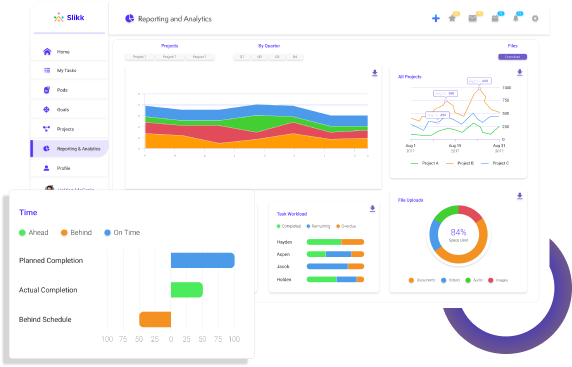 Slikk
Reporting and Analytics
Home
My Tasks
Pods
Goals
Projects
Reporting & Analytics
Profile
Projects
By Quarter
Files
Project 1
Project 1
Project 1
Q1
Q2
Q3
Q4
All Projects
1000
750
500
250
0
Aug 1
2017
Aug 15
2017
Aug 31
2017
Project A
Project B
Project C
Time
Ahead
Behind
On Time
Planned Completion
Actual Completion
Behind Schedule
100 75 50 25 0 25 50 75 100
Task Workload
Completed
Remaining
Overdue
Hayden
Aspen
Jacob
Holden
File Uploads
84%
Space Used
Documents
Videos
Audio
Images